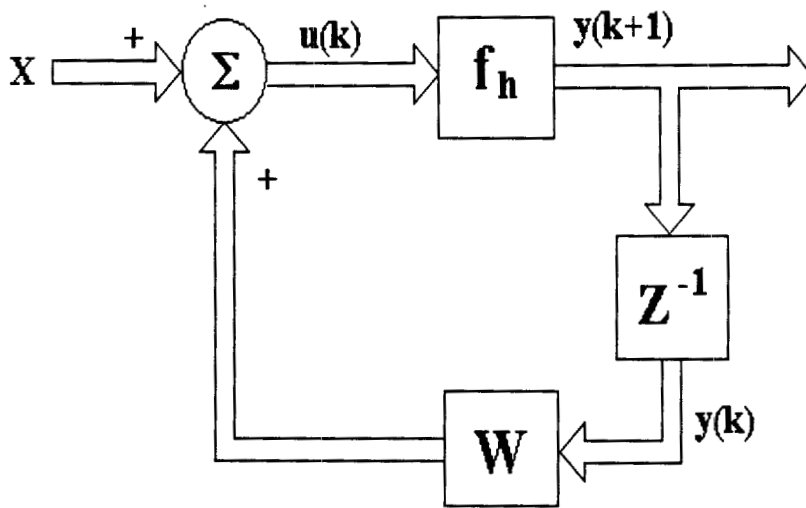 + u(k) y(k+1)
X Σ f h
+
Z -1
W y(k)